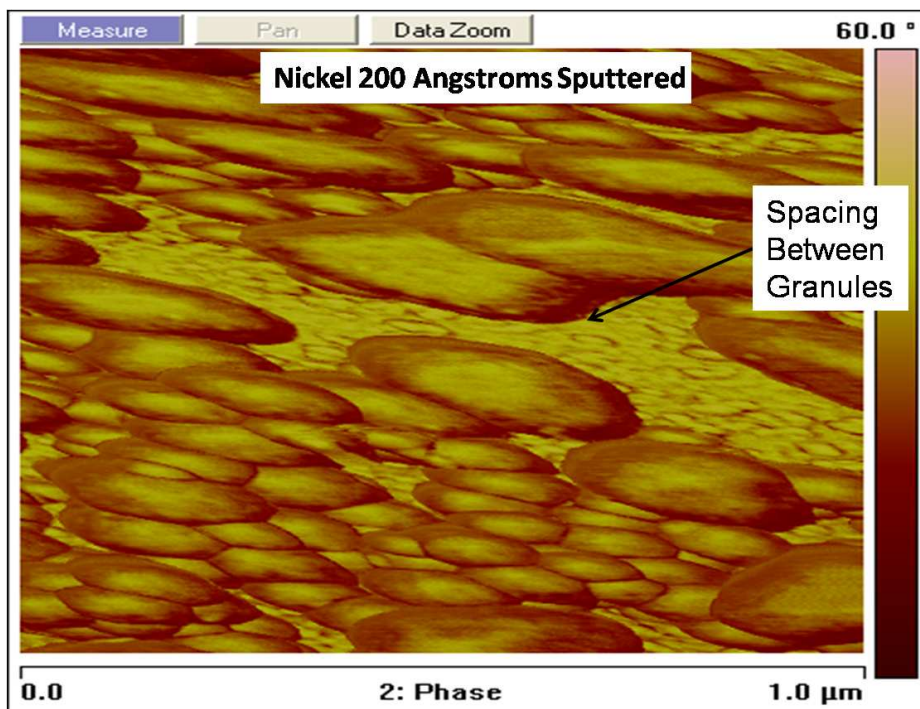 Measure Pan Data Zoom 60.0 °
Nickel 200 Angstroms Sputtered
Spacing
Between
Granules
0.0 2: Phase 1.0 µm